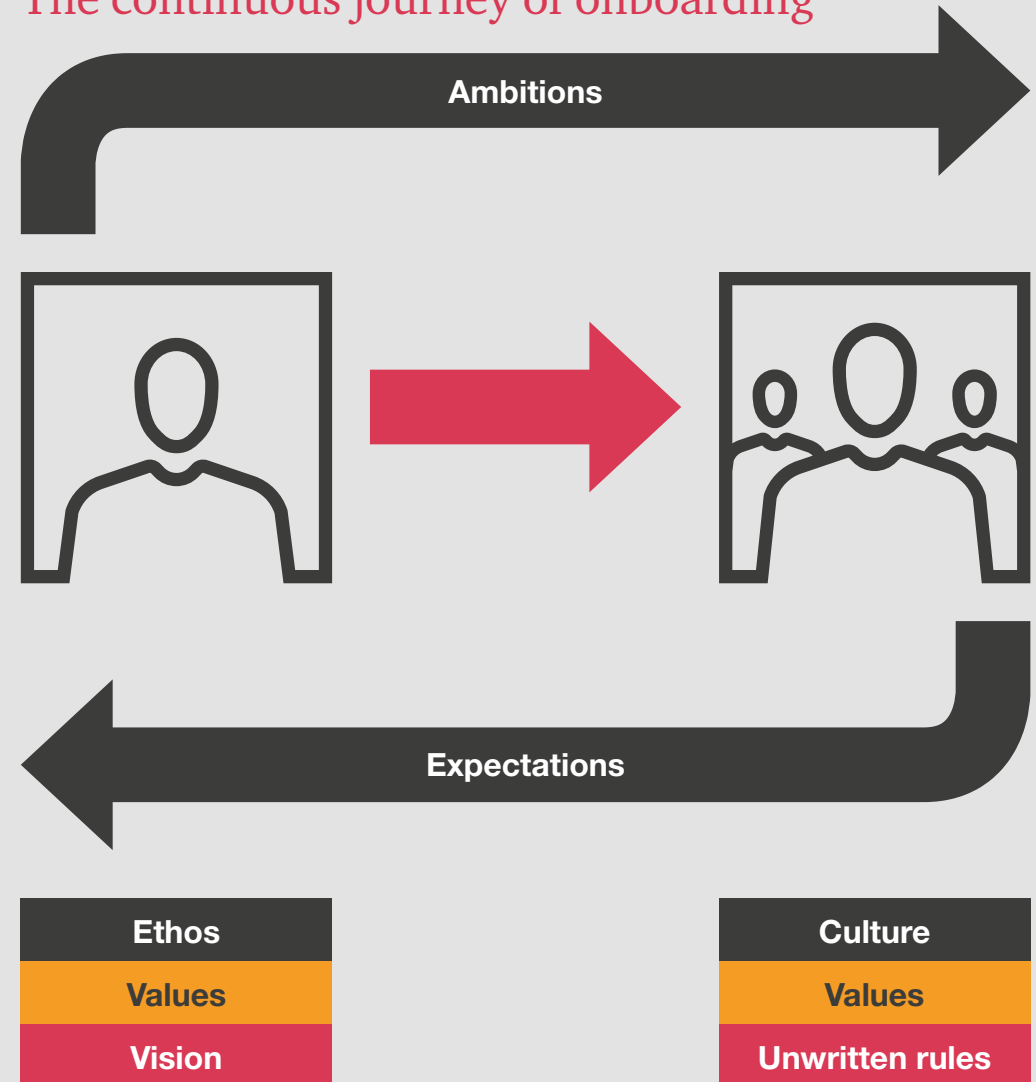 The continuous journey of onboarding
Ambitions
Expectations
Ethos
Values
Vision
Culture
Values
Unwritten rules